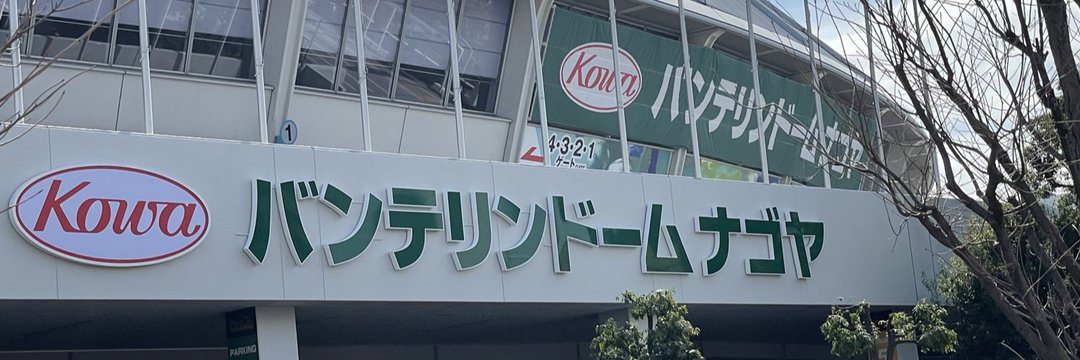 Kowa
バンテリンドーム ナゴヤ
1
4・3・2・1
ゲート
Kowa
バンテリンドーム ナゴヤ
PARKING